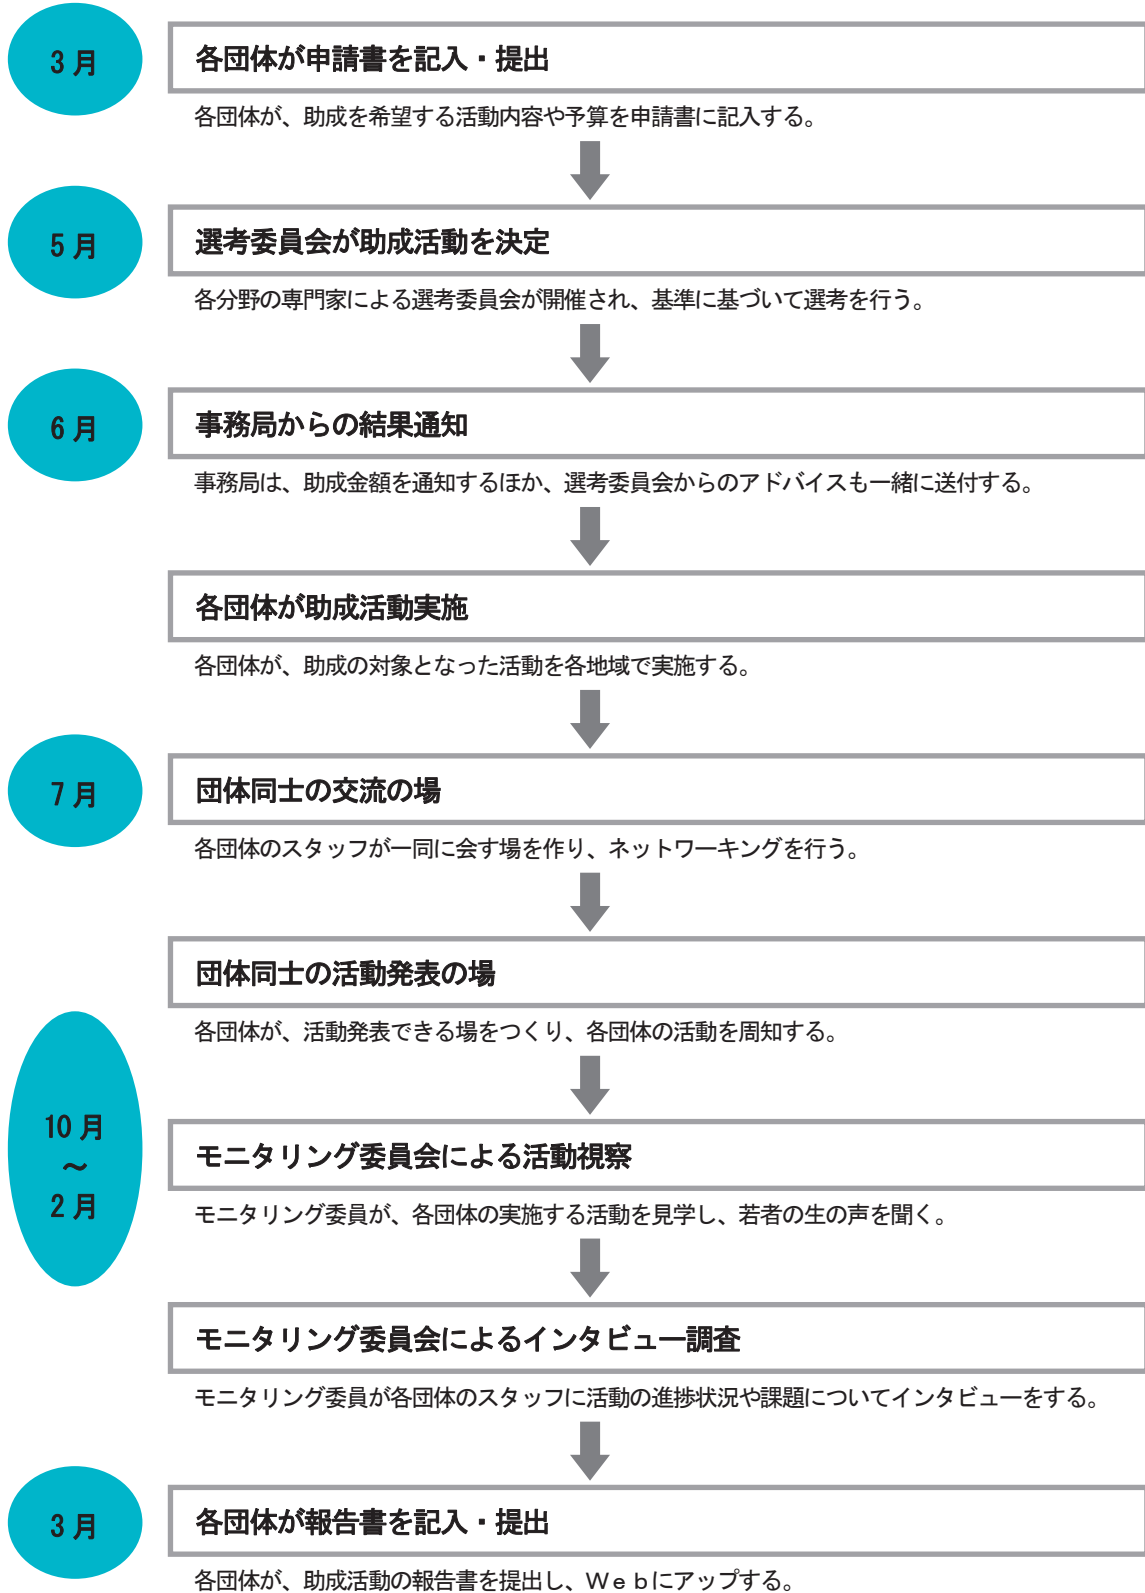 3月
各団体が申請書を記入・提出
各団体が、助成を希望する活動内容や予算を申請書に記入する。
5月
選考委員会が助成活動を決定
各分野の専門家による選考委員会が開催され、基準に基づいて選考を行う。
6月
事務局からの結果通知
事務局は、助成金額を通知するほか、選考委員会からのアドバイスも一緒に送付する。
各団体が助成活動実施
各団体が、助成の対象となった活動を各地域で実施する。
7月
団体同士の交流の場
各団体のスタッフが一同に会す場を作り、ネットワーキングを行う。
団体同士の活動発表の場
各団体が、活動発表できる場をつくり、各団体の活動を周知する。
10月
～
2月
モニタリング委員会による活動視察
モニタリング委員が、各団体の実施する活動を見学し、若者の生の声を聞く。
モニタリング委員会によるインタビュー調査
モニタリング委員が各団体のスタッフに活動の進捗状況や課題についてインタビューをする。
3月
各団体が報告書を記入・提出
各団体が、助成活動の報告書を提出し、Ｗｅｂにアップする。